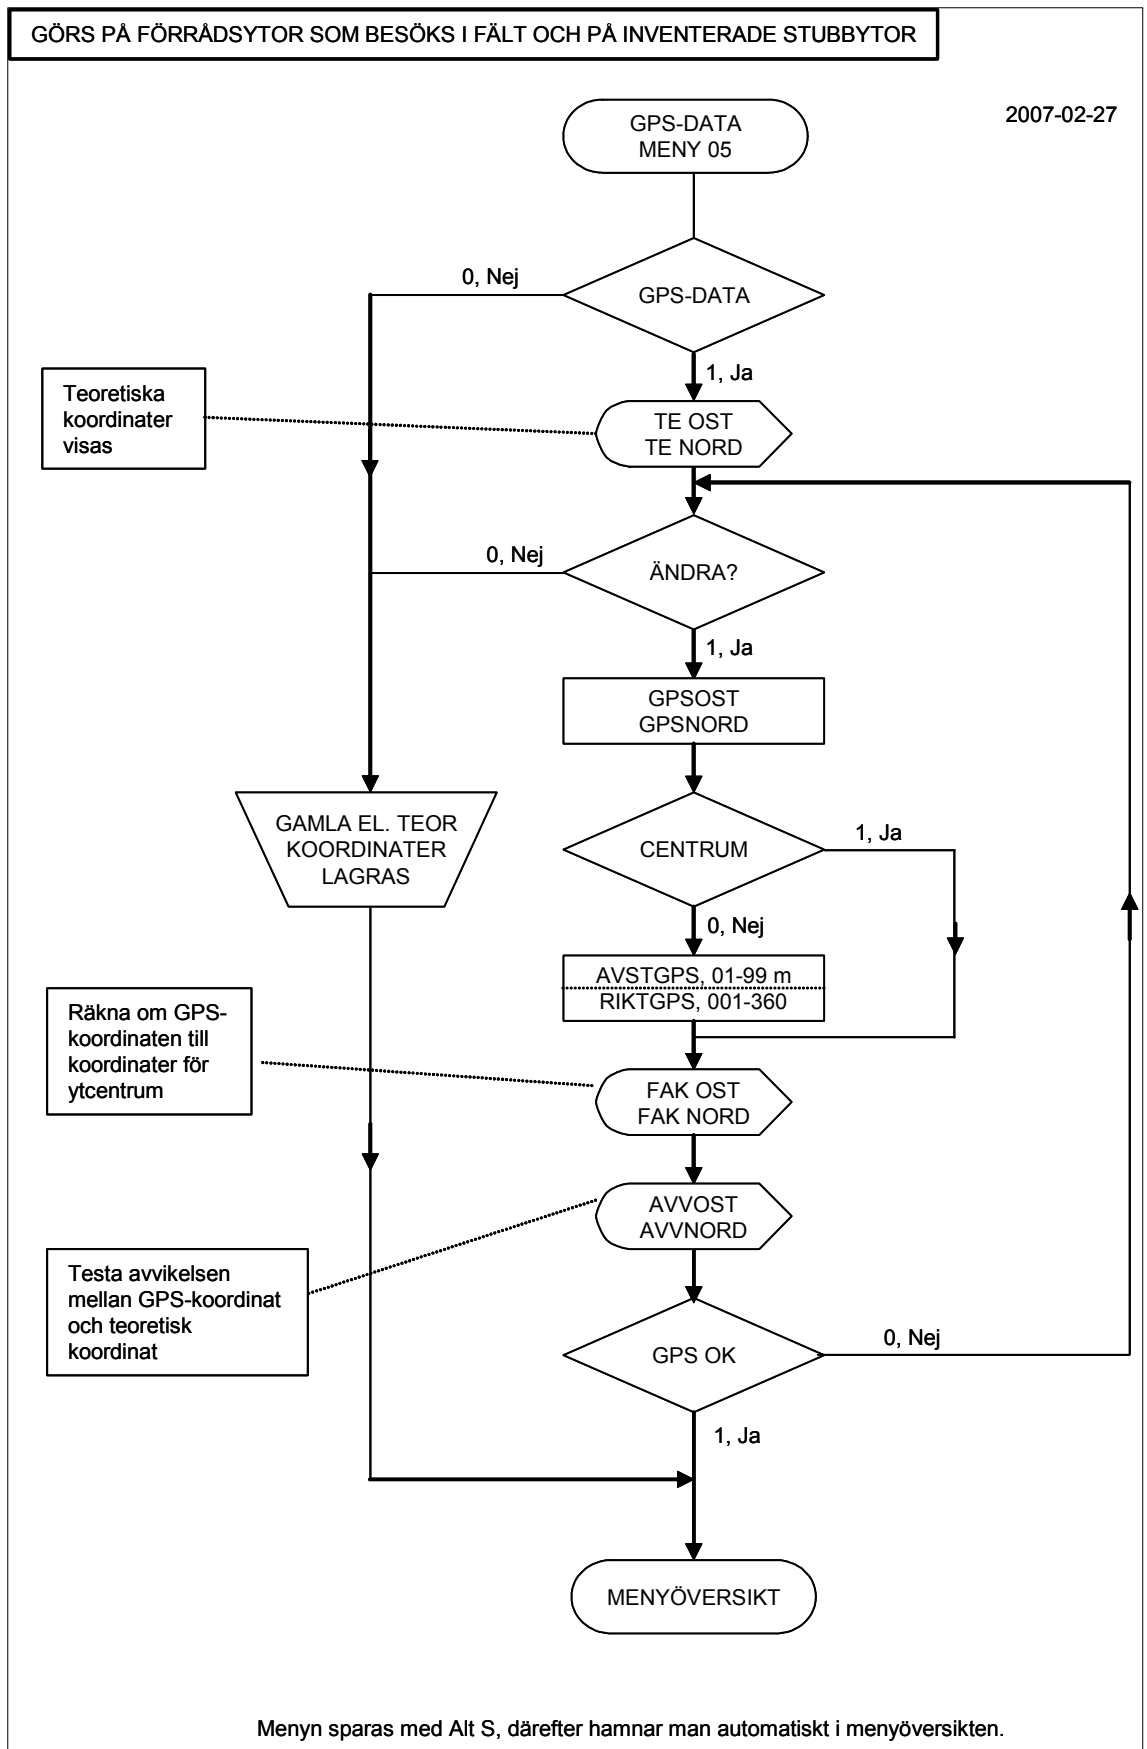 GÖRS PÅ FÖRRÅDSYTOR SOM BESÖKS I FÄLT OCH PÅ INVENTERADE STUBBYTOR
2007-02-27
GPS-DATA
MENY 05
0, Nej
GPS-DATA
1, Ja
Teoretiska
koordinater
visas
TE OST
TE NORD
0, Nej
ÄNDRA?
1, Ja
GPSOST
GPSNORD
GAMLA EL. TEOR
KOORDINATER
LAGRAS
CENTRUM
1, Ja
0, Nej
AVSTGPS, 01-99 m
RIKTGPS, 001-360
Räkna om GPS-
koordinaten till
koordinater för
ytcentrum
FAK OST
FAK NORD
AVVOST
AVVNORD
Testa avvikelsen
mellan GPS-koordinat
och teoretisk
koordinat
GPS OK
0, Nej
1, Ja
MENYÖVERSIKT
Menyn sparas med Alt S, därefter hamnar man automatiskt i menyöversikten.